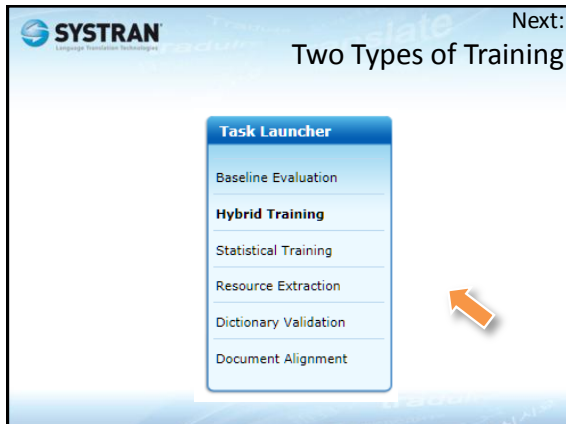 SYSTRAN
Language Translation Technologies
Next:
Two Types of Training
Task Launcher
Baseline Evaluation
Hybrid Training
Statistical Training
Resource Extraction
Dictionary Validation
Document Alignment